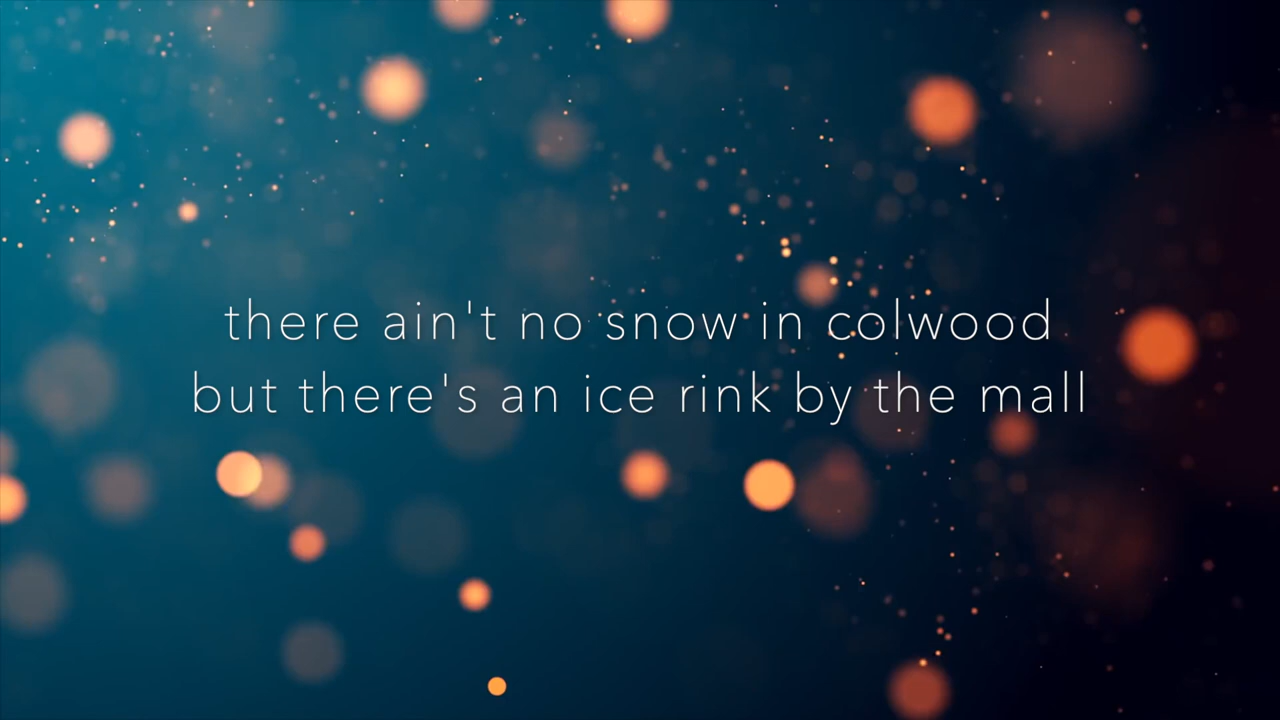 there ain't no snow in colwood
but there's an ice rink by the mall